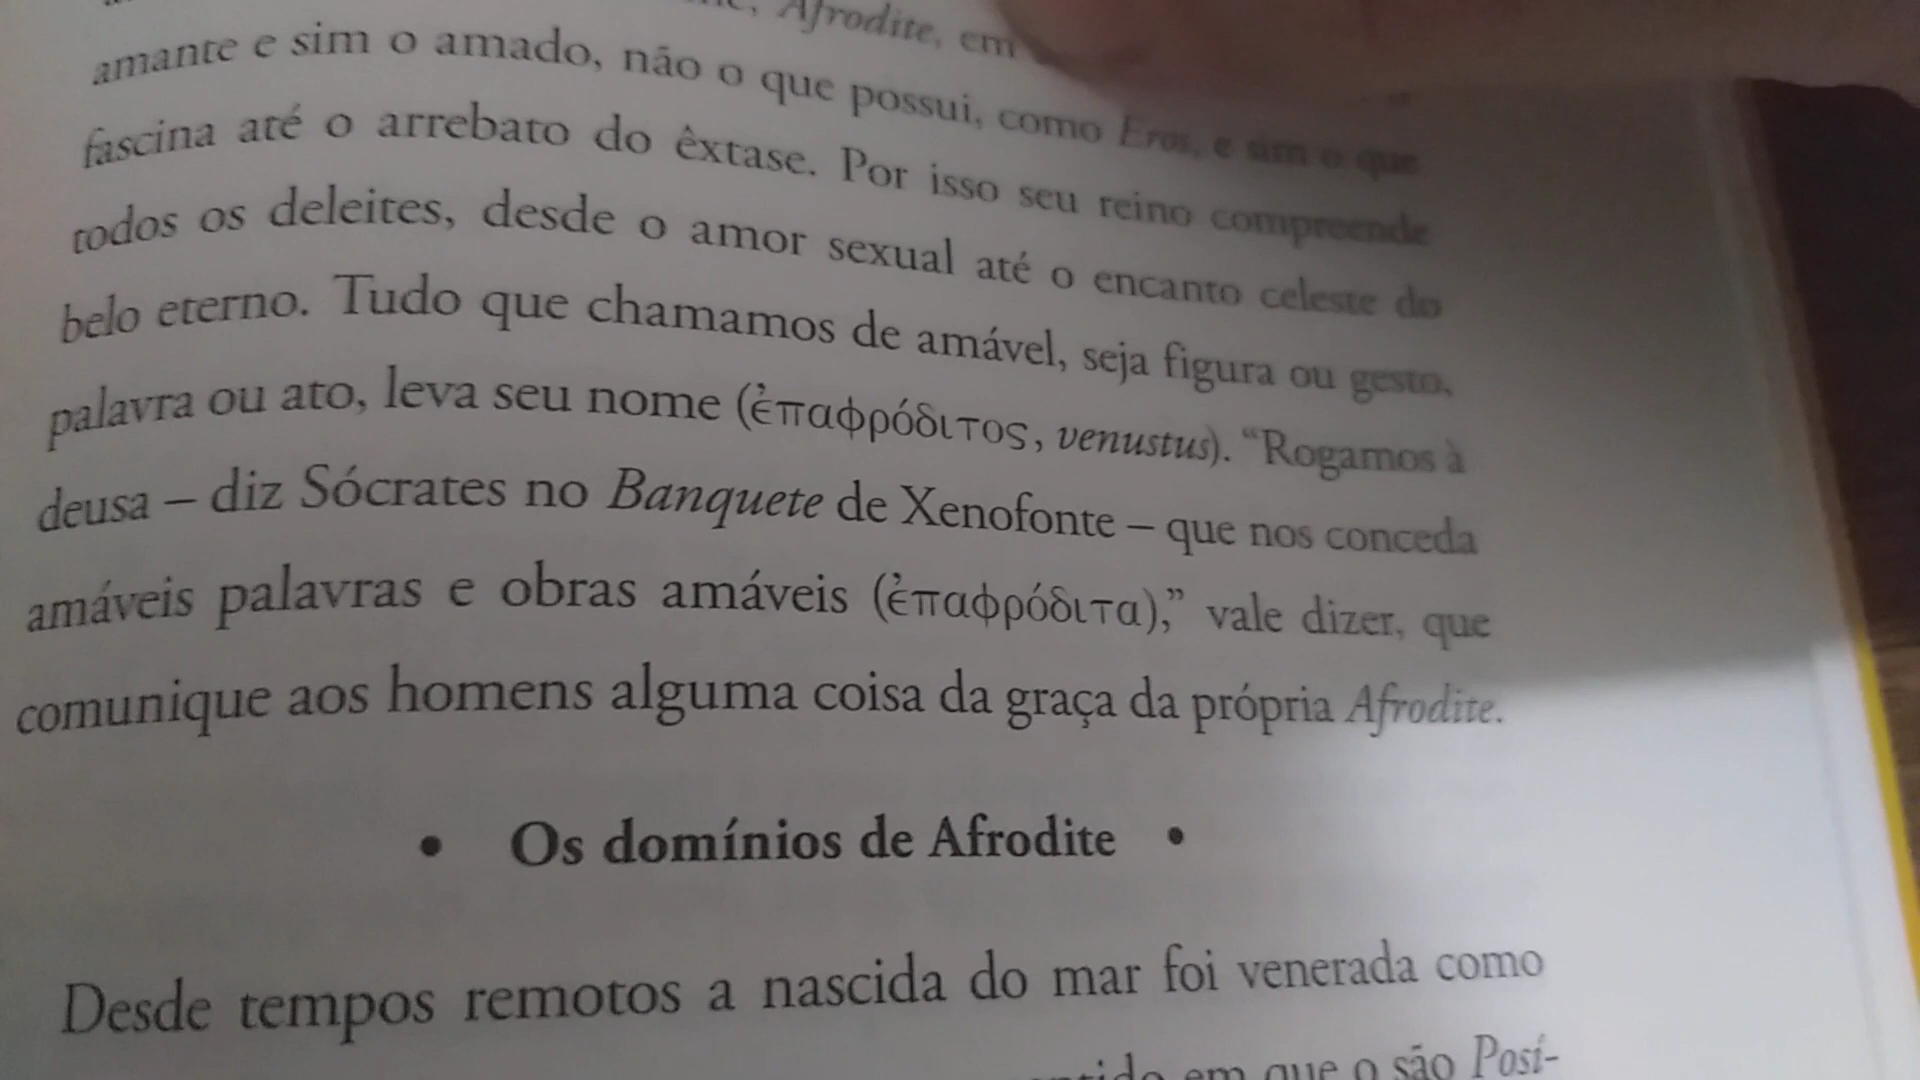 Afrodite, em
amante e sim o amado, não o que possui, como Eros, e sim o que
fascina até o arrebato do êxtase. Por isso seu reino compreende
todos os deleites, desde o amor sexual até o encanto celeste do
belo eterno. Tudo que chamamos de amável, seja figura ou gesto,
palavra ou ato, leva seu nome (ἐπαφρόδιτος, venustus). “Rogamos à
deusa – diz Sócrates no Banquete de Xenofonte – que nos conceda
amáveis palavras e obras amáveis (ἐπαφρόδιτα),” vale dizer, que
comunique aos homens alguma coisa da graça da própria Afrodite.
• Os domínios de Afrodite •
Desde tempos remotos a nascida do mar foi venerada como
em que o são Posí-